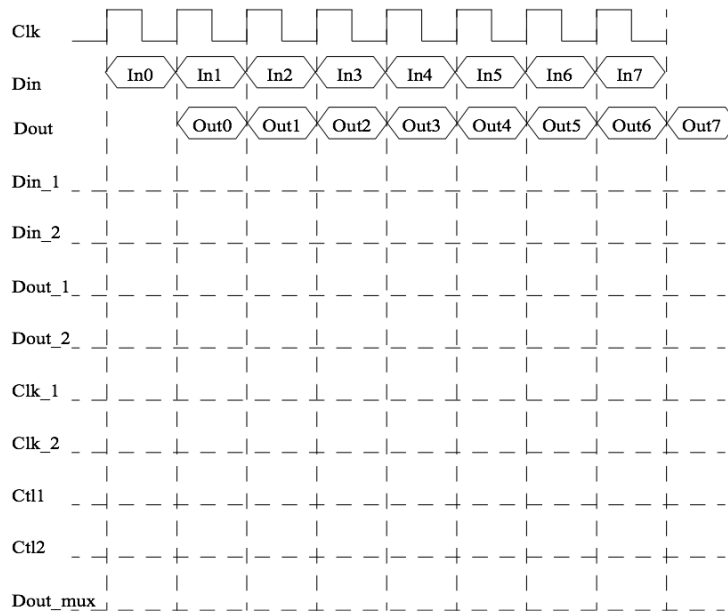 Clk
Din In0 In1 In2 In3 In4 In5 In6 In7
Dout Out0 Out1 Out2 Out3 Out4 Out5 Out6 Out7
Din_1
Din_2
Dout_1
Dout_2
Clk_1
Clk_2
Ctl1
Ctl2
Dout_mux